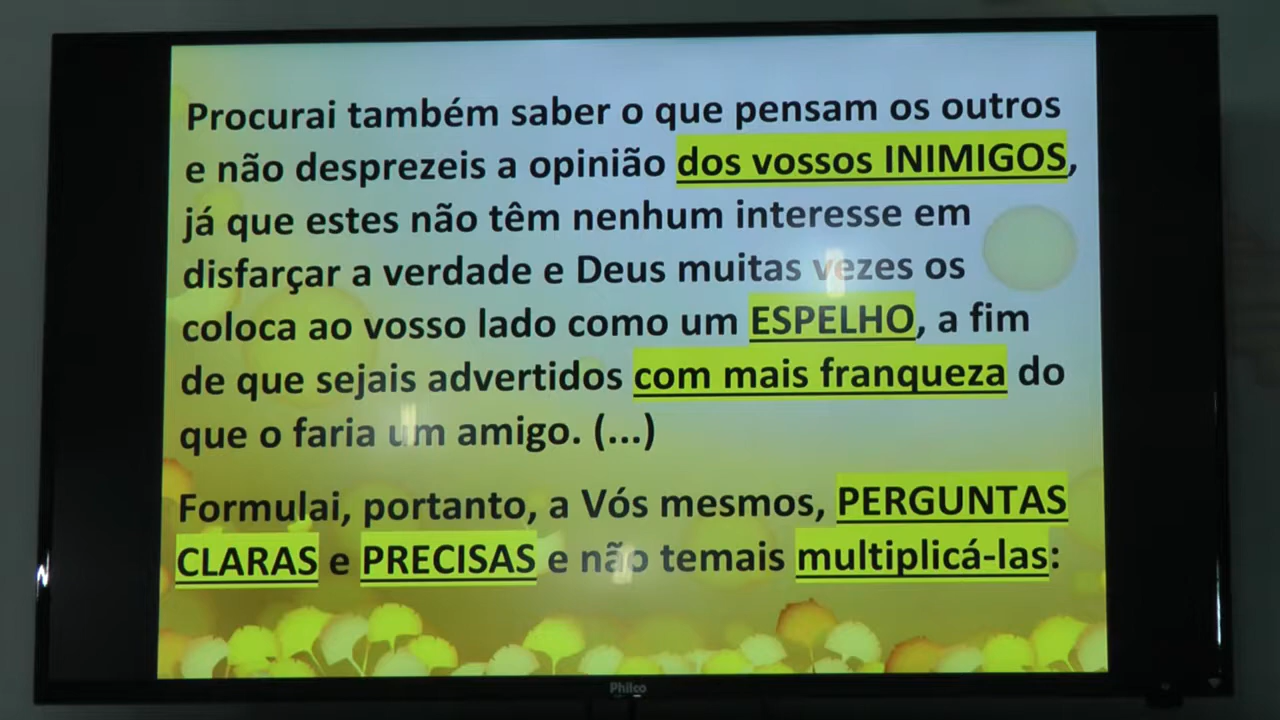 Procurai também saber o que pensam os outros
e não desprezeis a opinião dos vossos INIMIGOS,
já que estes não têm nenhum interesse em
disfarçar a verdade e Deus muitas vezes os
coloca ao vosso lado como um ESPELHO, a fim
de que sejais advertidos com mais franqueza do
que o faria um amigo. (...)
Formulai, portanto, a Vós mesmos, PERGUNTAS
CLARAS e PRECISAS e não temais multiplicá-las:
Philco